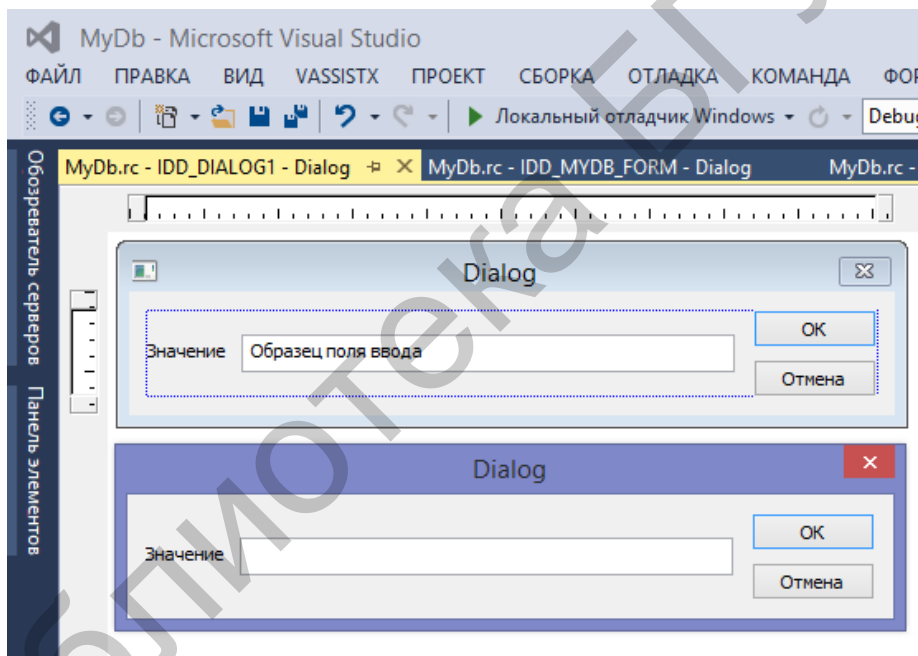 MyDb - Microsoft Visual Studio
ФАЙЛ ПРАВКА ВИД VASSISTX ПРОЕКТ СБОРКА ОТЛАДКА КОМАНДА
Локальный отладчик Windows Debug
MyDb.rc - IDD_DIALOG1 - Dialog MyDb.rc - IDD_MYDB_FORM - Dialog MyDb.rc -
Обозреватель серверов
Панель элементов
Dialog
Значение Образец поля ввода
OK
Отмена
Dialog
Значение
OK
Отмена